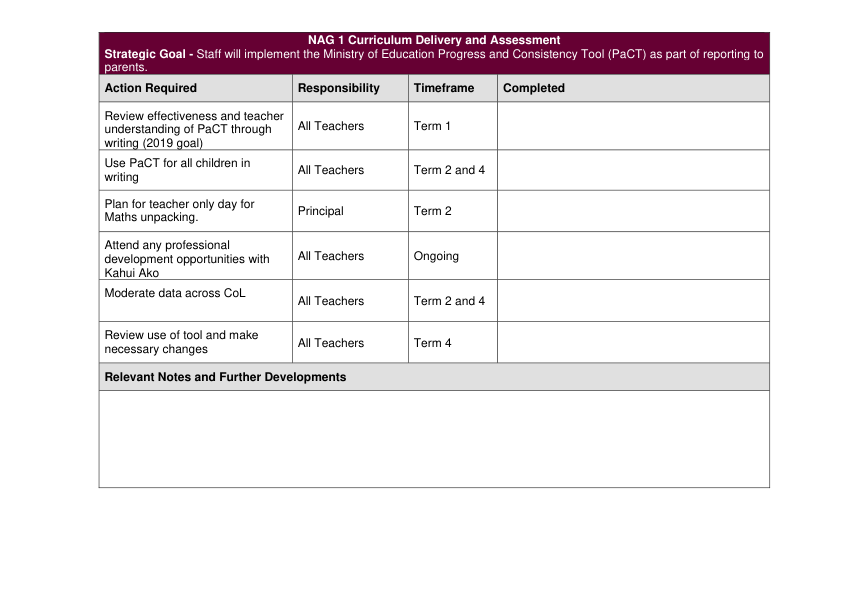 NAG 1 Curriculum Delivery and Assessment
Strategic Goal - Staff will implement the Ministry of Education Progress and Consistency Tool (PaCT) as part of reporting to
parents.
Action Required Responsibility Timeframe Completed
Review effectiveness and teacher
understanding of PaCT through
writing (2019 goal)
All Teachers
Term 1
Use PaCT for all children in
writing
All Teachers
Term 2 and 4
Plan for teacher only day for
Maths unpacking.
Principal
Term 2
Attend any professional
development opportunities with
Kahui Ako
All Teachers
Ongoing
Moderate data across CoL
All Teachers
Term 2 and 4
Review use of tool and make
necessary changes
All Teachers
Term 4
Relevant Notes and Further Developments